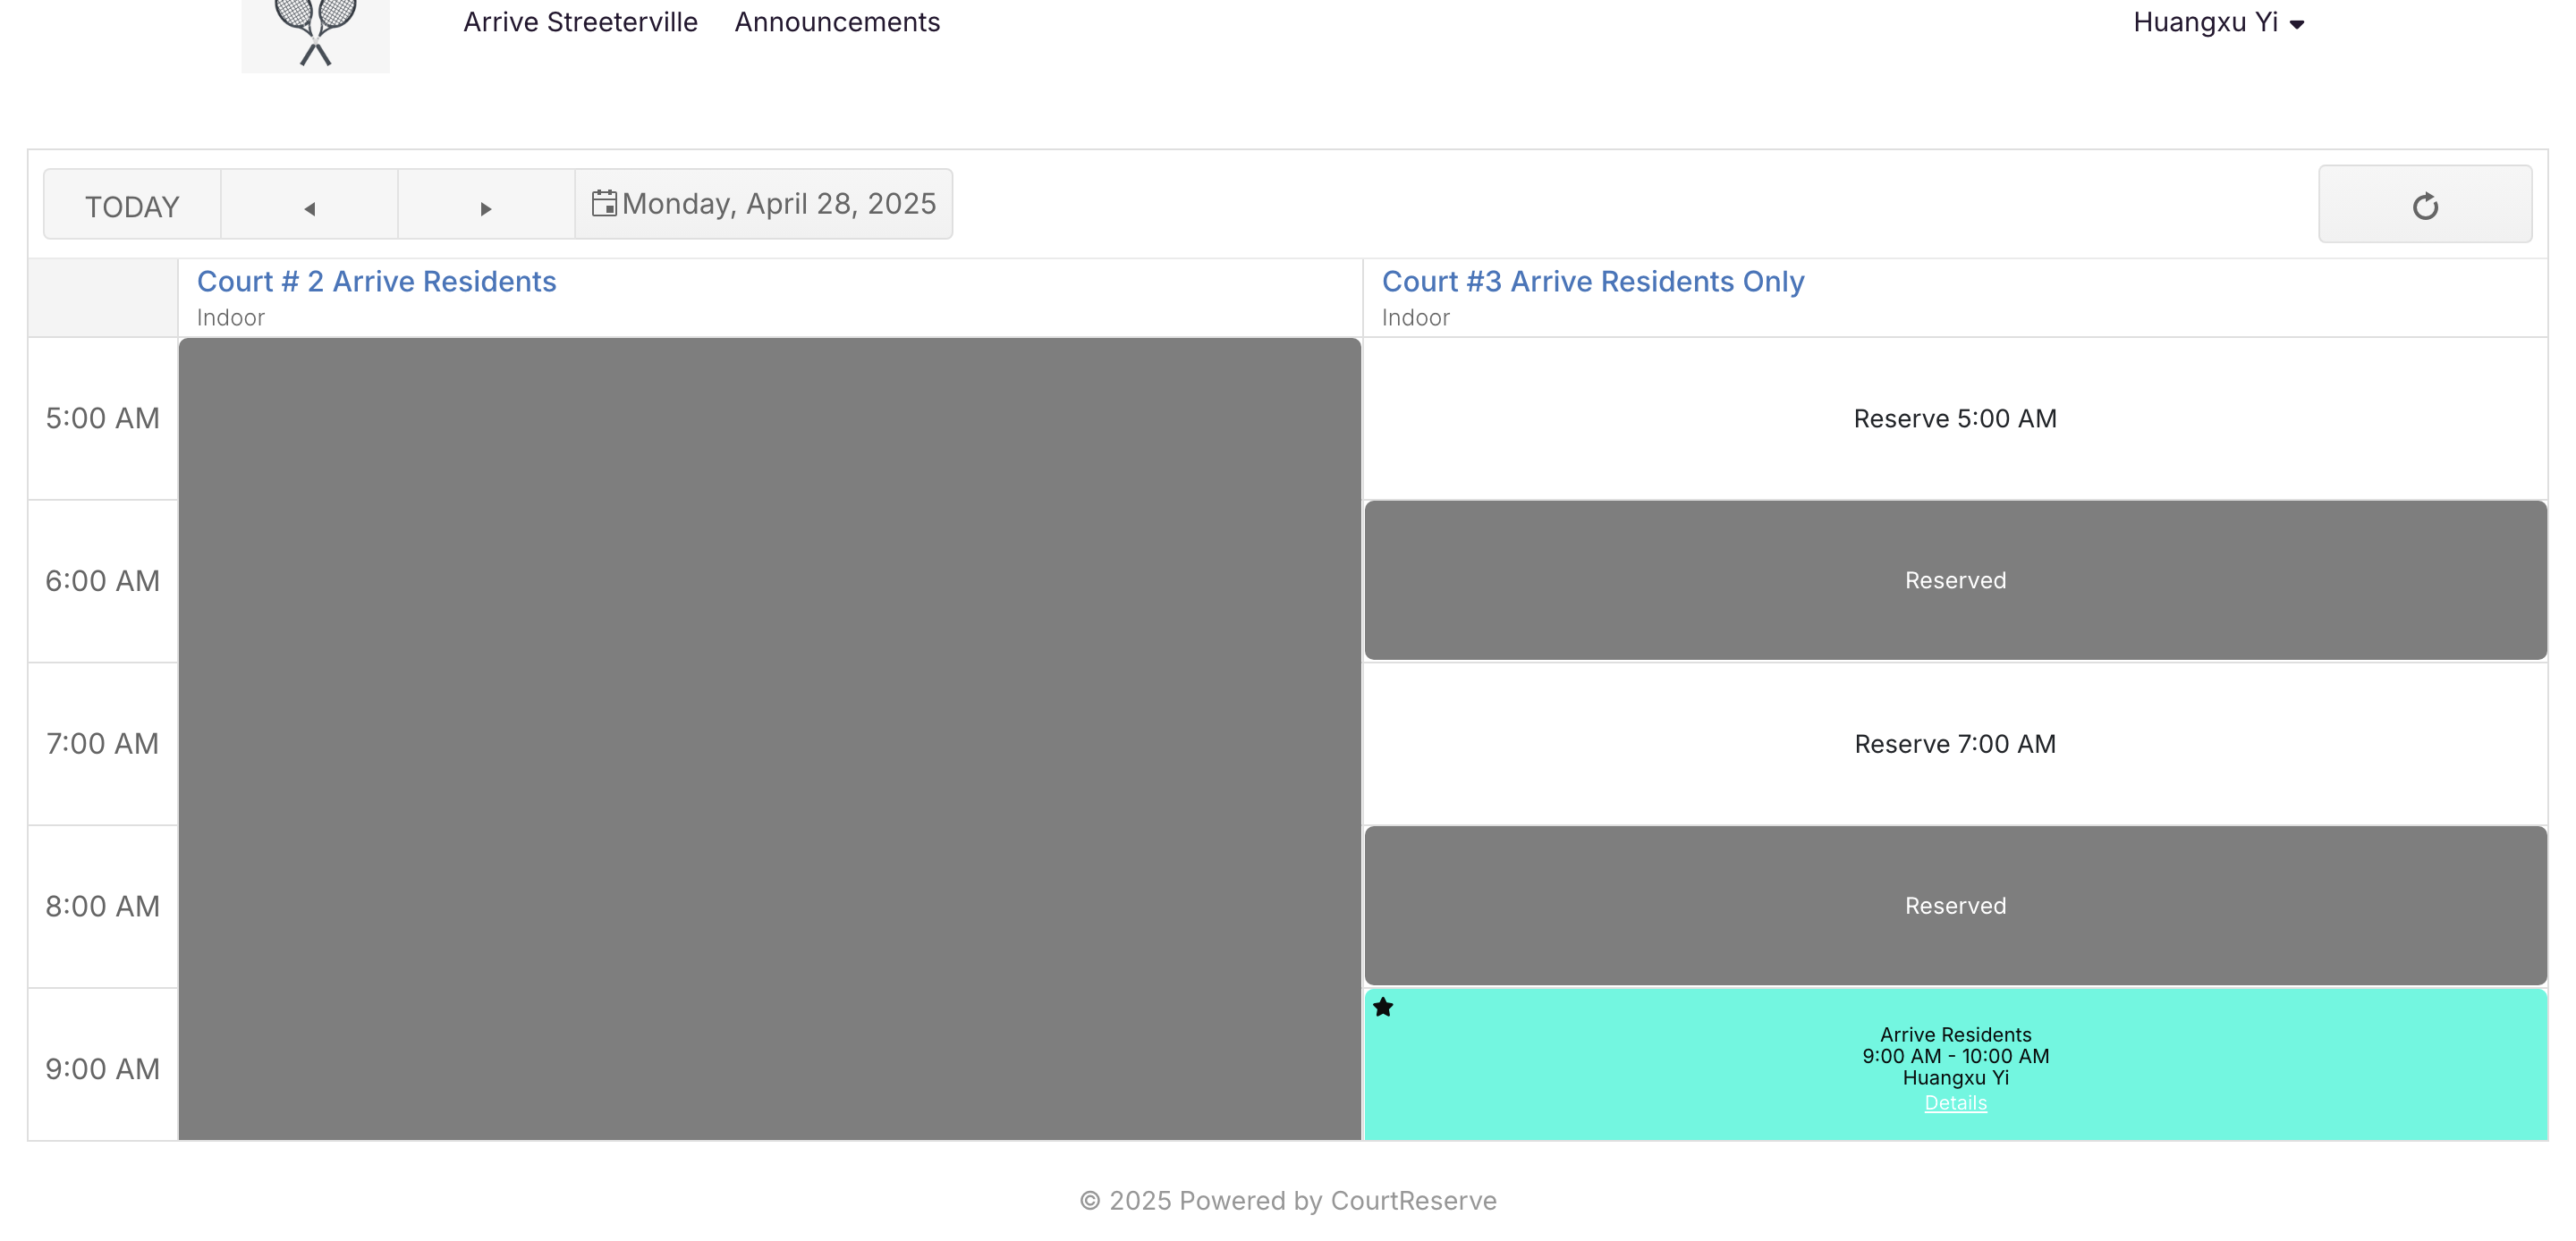 Arrive Streeterville Announcements Huangxu Yi
TODAY Monday, April 28, 2025
Court # 2 Arrive Residents
Indoor
Court #3 Arrive Residents Only
Indoor
5:00 AM Reserve 5:00 AM
6:00 AM Reserved
7:00 AM Reserve 7:00 AM
8:00 AM Reserved
9:00 AM
Arrive Residents
9:00 AM - 10:00 AM
Huangxu Yi
Details
© 2025 Powered by CourtReserve